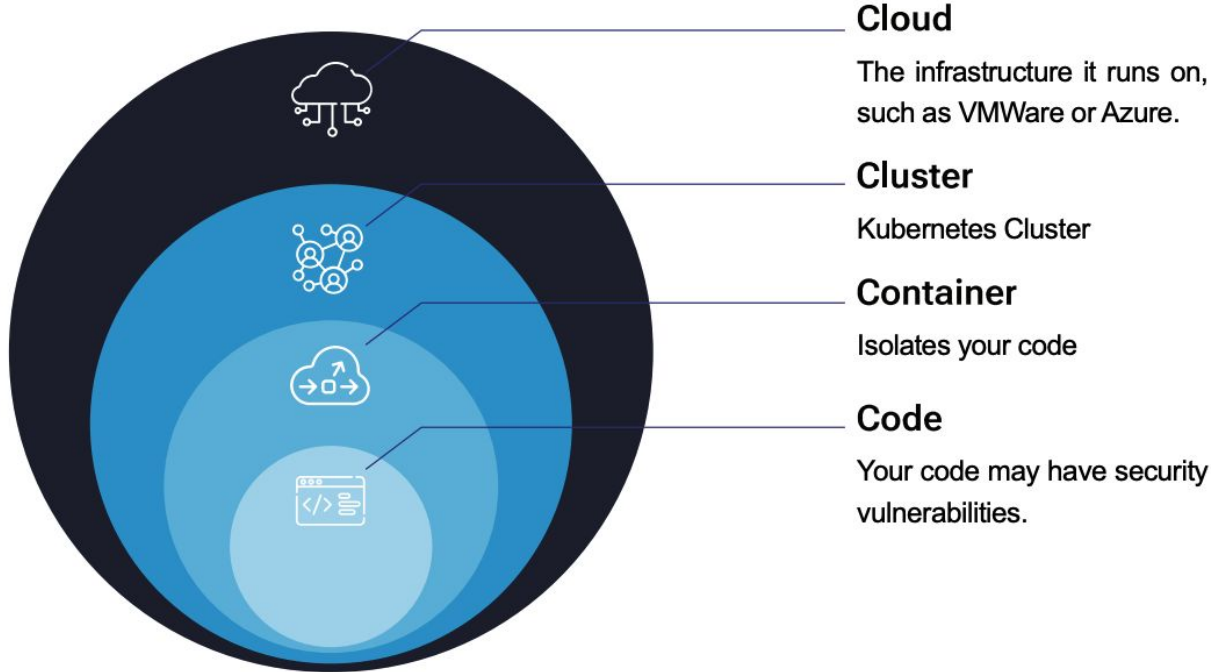 Cloud
The infrastructure it runs on,
such as VMWare or Azure.
Cluster
Kubernetes Cluster
Container
Isolates your code
Code
Your code may have security
vulnerabilities.